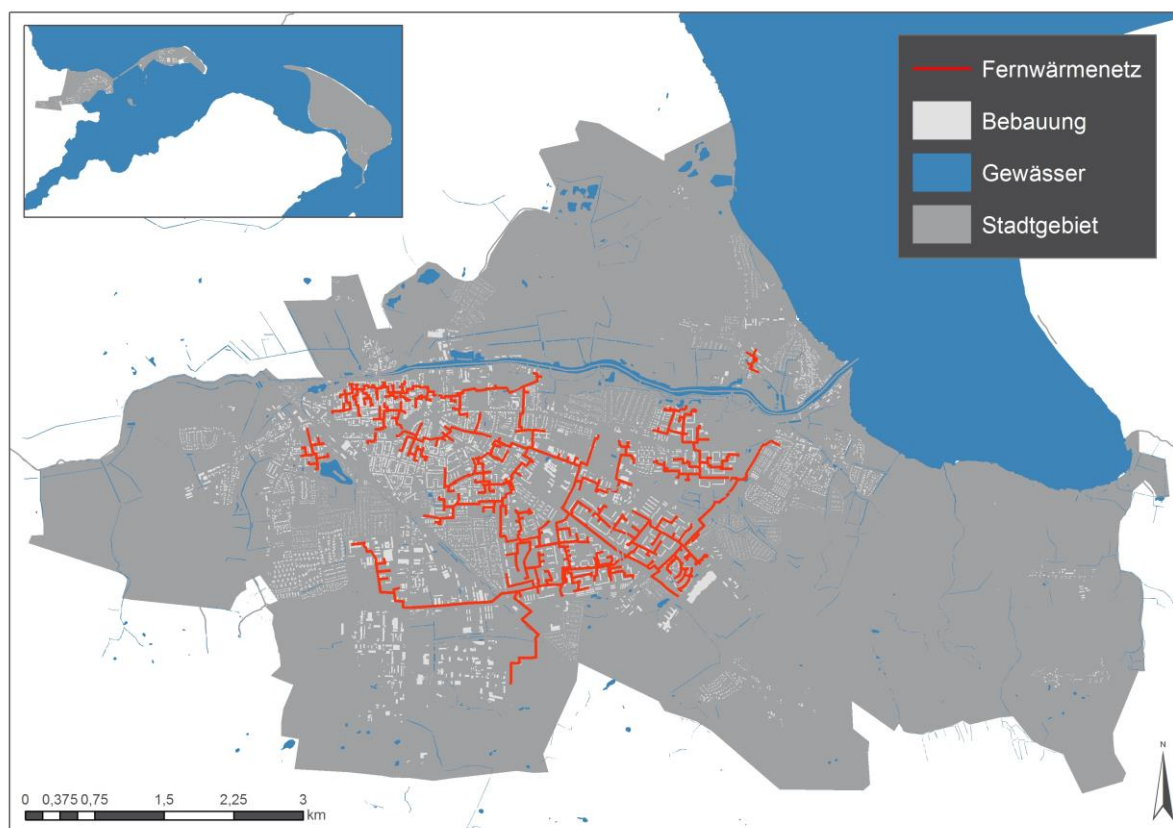 Fernwärmenetz
Bebauung
Gewässer
Stadtgebiet
0 0,375 0,75 1,5 2,25 3
km
N